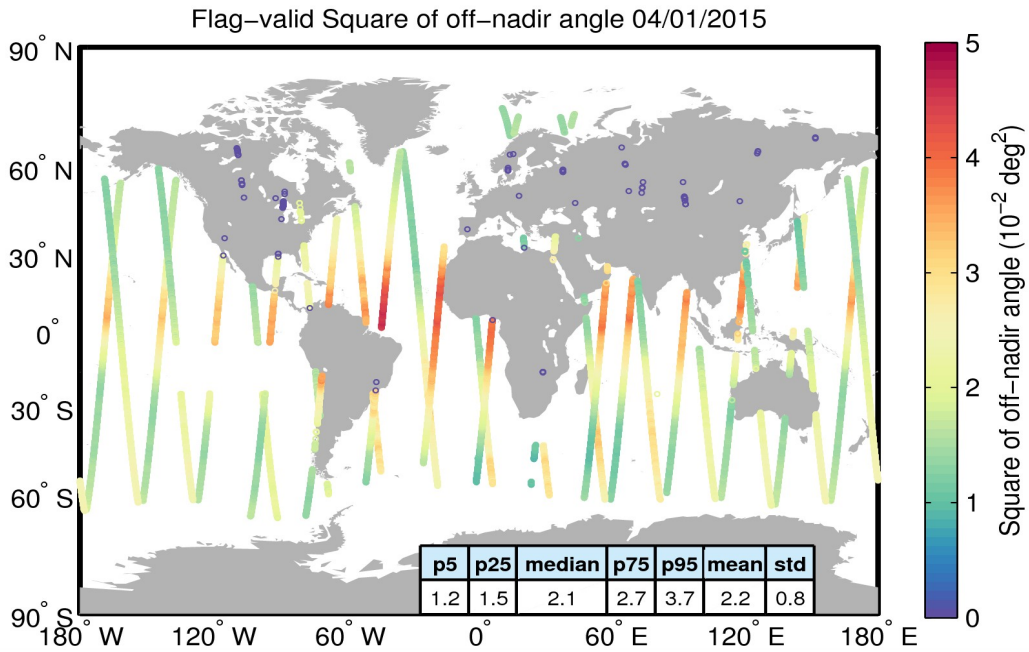 Flag−valid Square of off−nadir angle 04/01/2015
90° N
60° N
30° N
0°
30° S
60° S
90° S
180° W
120° W
60° W
0°
60° E
120° E
180° E
p5 p25 median p75 p95 mean std
1.2 1.5 2.1 2.7 3.7 2.2 0.8
5
4
3
2
1
0
Square of off−nadir angle (10⁻² deg²)